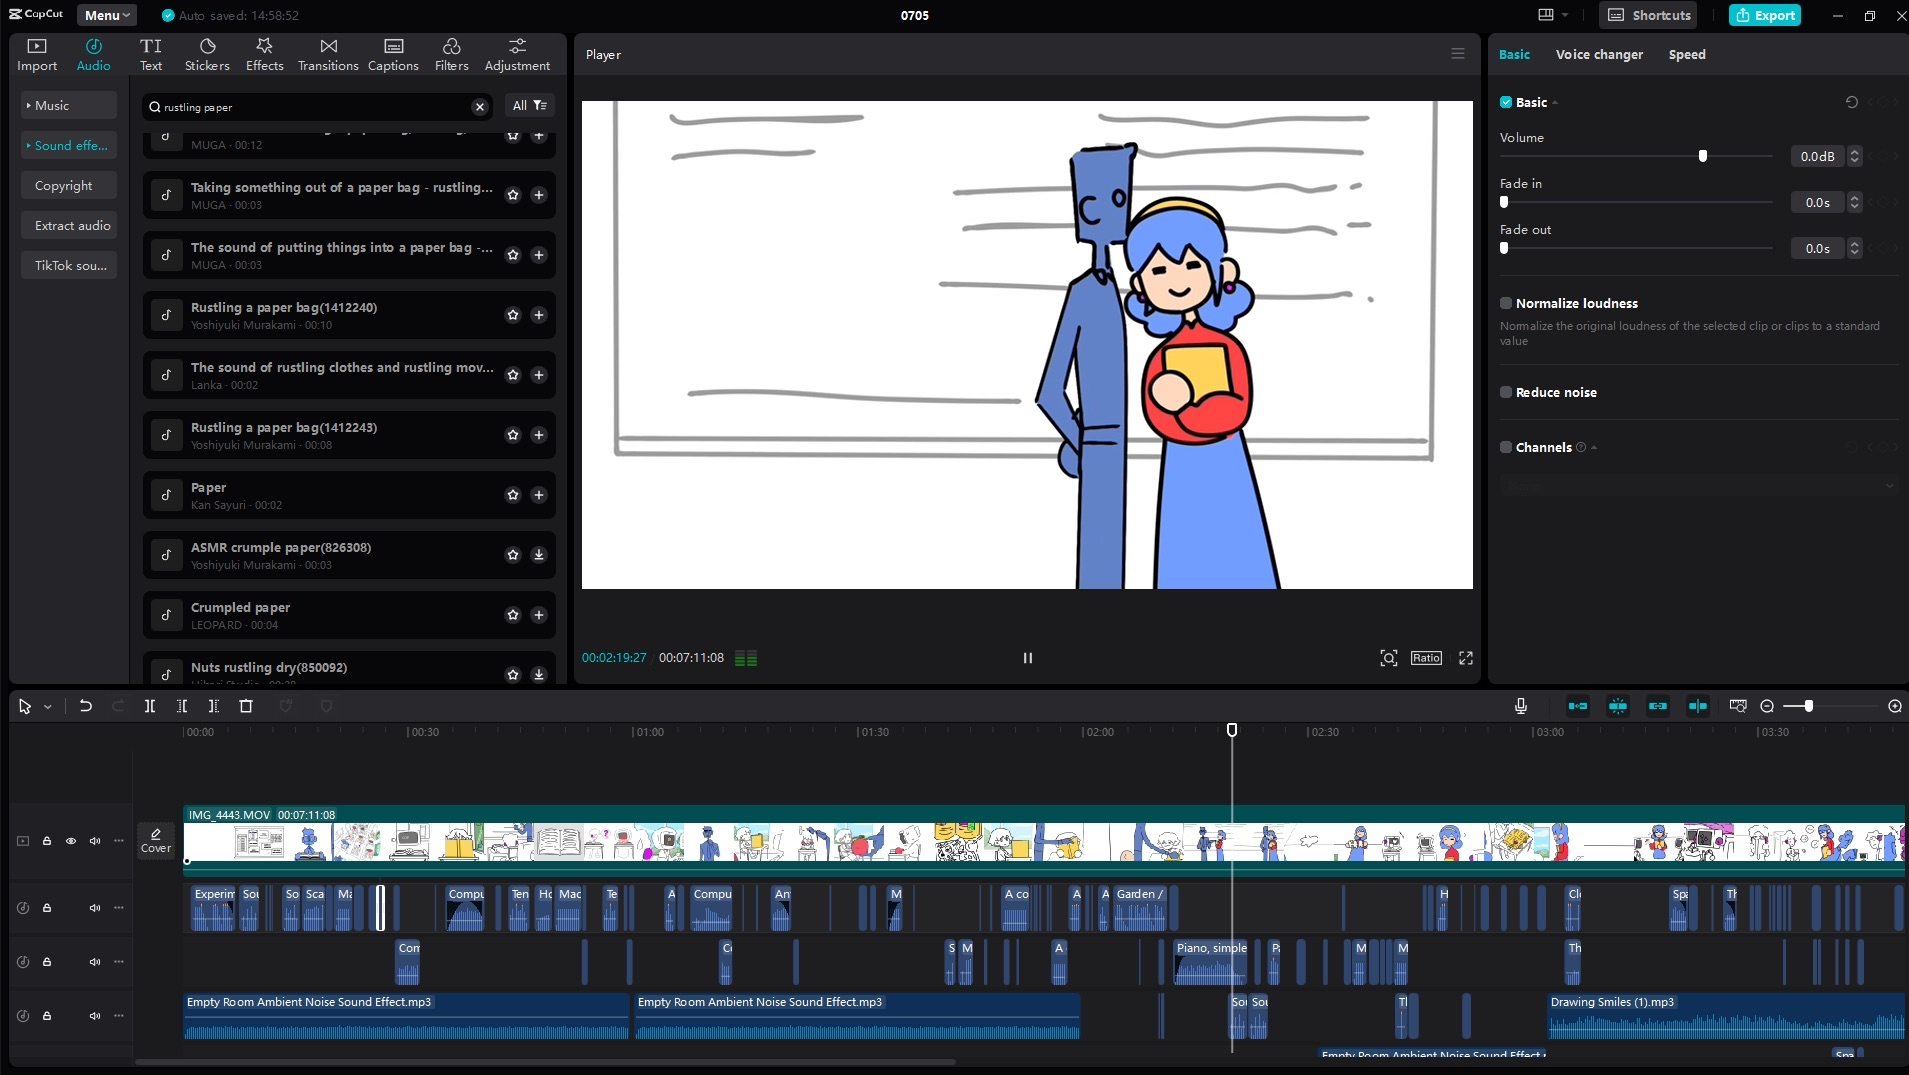 CapCut
Menu
Auto saved: 14:58:52
0705
Shortcuts
Export
Import
Audio
Text
Stickers
Effects
Transitions
Captions
Filters
Adjustment
Music
Sound effe...
Copyright
Extract audio
TikTok sou...
rustling paper
All
MUGA · 00:12
Taking something out of a paper bag - rustling...
MUGA · 00:03
The sound of putting things into a paper bag -...
MUGA · 00:03
Rustling a paper bag(1412240)
Yoshiyuki Murakami · 00:10
The sound of rustling clothes and rustling mov...
Lanka · 00:02
Rustling a paper bag(1412243)
Yoshiyuki Murakami · 00:08
Paper
Kan Sayuri · 00:02
ASMR crumple paper(826308)
Yoshiyuki Murakami · 00:03
Crumpled paper
LEOPARD · 00:04
Nuts rustling dry(850092)
Player
00:02:19:27
00:07:11:08
Ratio
Basic
Voice changer
Speed
Basic
Volume
0.0dB
Fade in
0.0s
Fade out
0.0s
Normalize loudness
Normalize the original loudness of the selected clip or clips to a standard
value
Reduce noise
Channels
00:00
00:30
01:00
01:30
02:00
02:30
03:00
03:30
IMG_4443.MOV 00:07:11:08
Cover
Experim
Sou
So
Sca
Ma
Compu
Ten
Ho
Mac
Te
A
Compu
An
M
A co
A
A
Garden /
H
Clo
Spa
Th
Com
Co
S
M
A
Piano, simple
Pa
M
M
Th
Empty Room Ambient Noise Sound Effect.mp3
Empty Room Ambient Noise Sound Effect.mp3
Sou
Sou
Tl
Drawing Smiles (1).mp3
Empty Room Ambient Noise Sound Effect
Spa